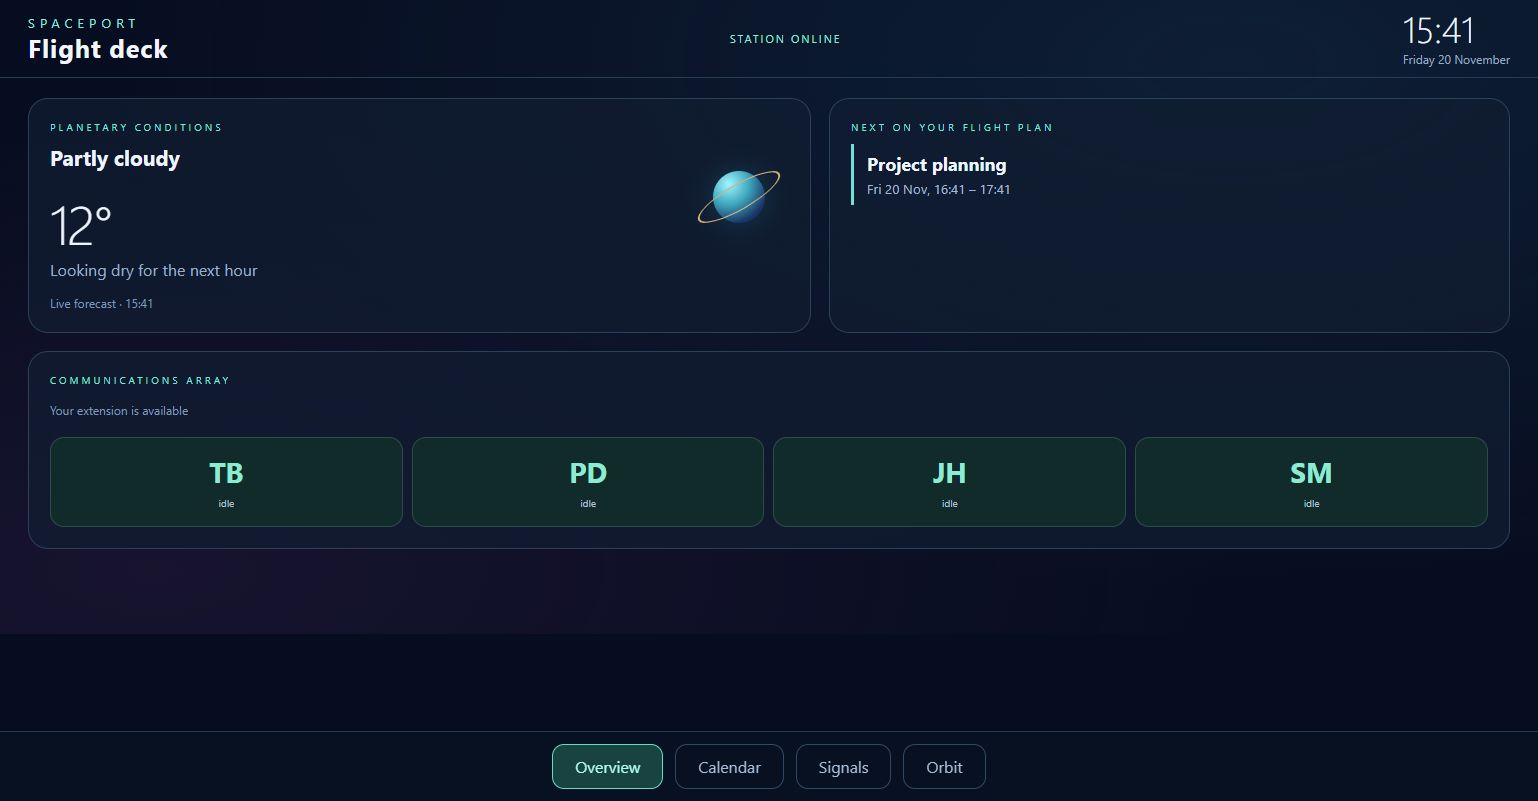 SPACEPORT
Flight deck
STATION ONLINE
15:41
Friday 20 November
PLANETARY CONDITIONS
Partly cloudy
12°
Looking dry for the next hour
Live forecast · 15:41
NEXT ON YOUR FLIGHT PLAN
Project planning
Fri 20 Nov, 16:41 – 17:41
COMMUNICATIONS ARRAY
Your extension is available
TB
idle
PD
idle
JH
idle
SM
idle
Overview
Calendar
Signals
Orbit